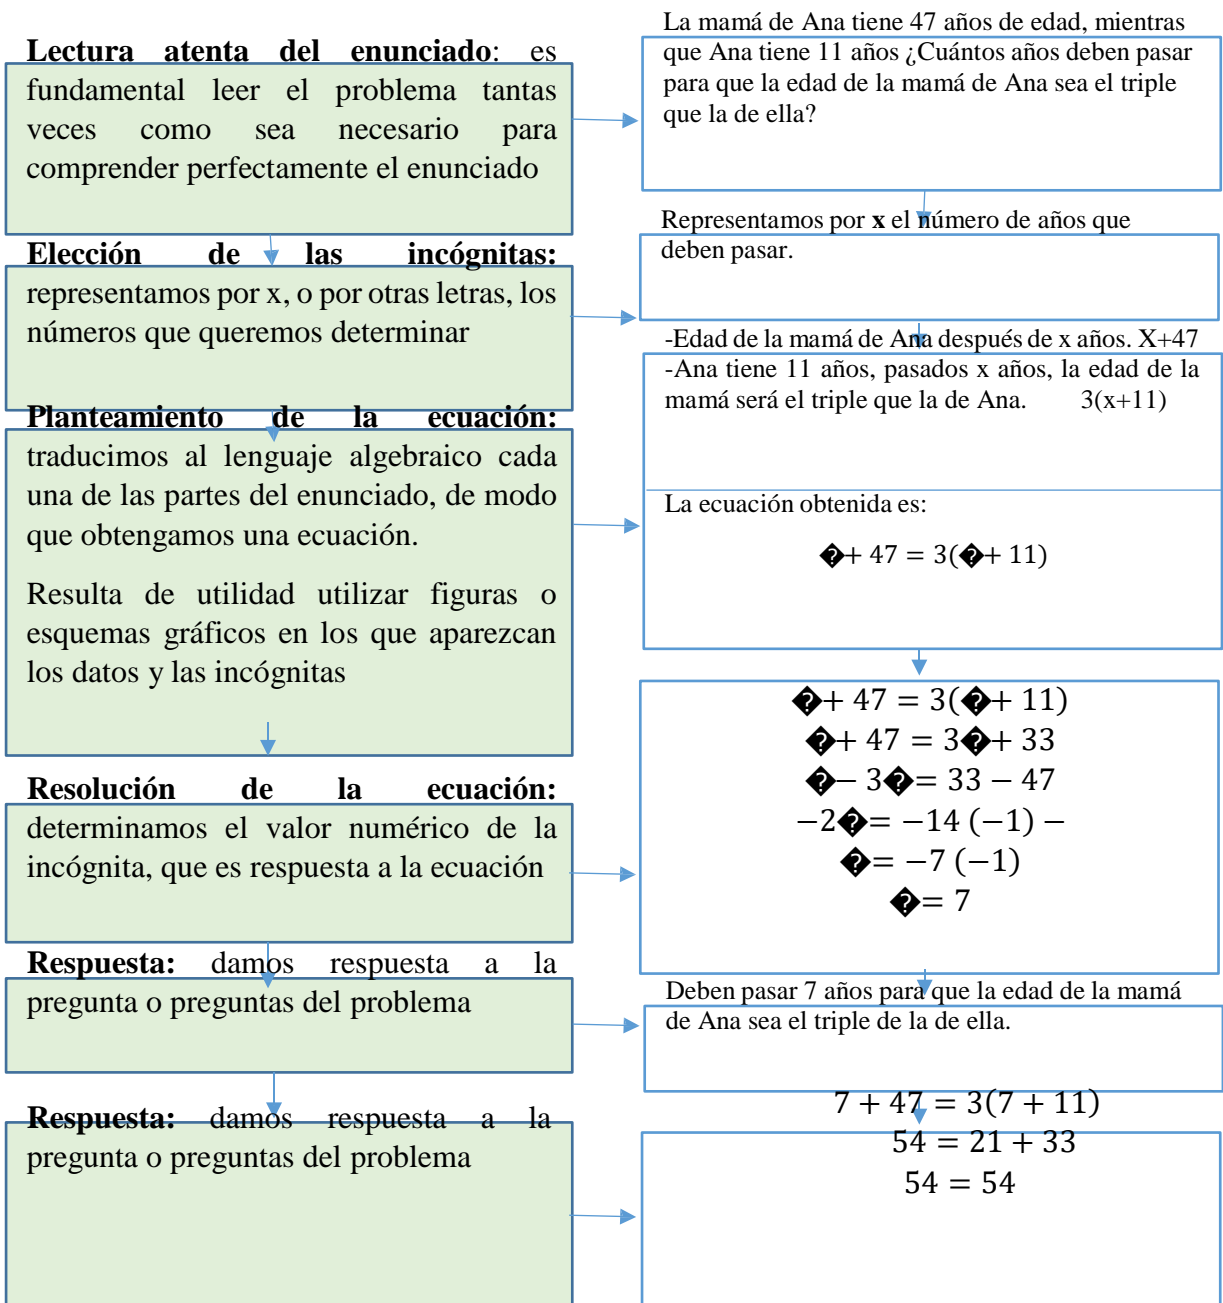 Lectura atenta del enunciado: es
fundamental leer el problema tantas
veces como sea necesario para
comprender perfectamente el enunciado
La mamá de Ana tiene 47 años de edad, mientras
que Ana tiene 11 años ¿Cuántos años deben pasar
para que la edad de la mamá de Ana sea el triple
que la de ella?
Elección de las incógnitas:
representamos por x, o por otras letras, los
números que queremos determinar
Representamos por x el número de años que
deben pasar.
Planteamiento de la ecuación:
traducimos al lenguaje algebraico cada
una de las partes del enunciado, de modo
que obtengamos una ecuación.
Resulta de utilidad utilizar figuras o
esquemas gráficos en los que aparezcan
los datos y las incógnitas
-Edad de la mamá de Ana después de x años. X+47
-Ana tiene 11 años, pasados x años, la edad de la
mamá será el triple que la de Ana. 3(x+11)
La ecuación obtenida es:
�+ 47 = 3(�+ 11)
Resolución de la ecuación:
determinamos el valor numérico de la
incógnita, que es respuesta a la ecuación
�+ 47 = 3(�+ 11)
�+ 47 = 3�+ 33
�− 3�= 33 − 47
−2�= −14 (−1) −
�= −7 (−1)
�= 7
Respuesta: damos respuesta a la
pregunta o preguntas del problema
Deben pasar 7 años para que la edad de la mamá
de Ana sea el triple de la de ella.
Respuesta: damos respuesta a la
pregunta o preguntas del problema
7 + 47 = 3(7 + 11)
54 = 21 + 33
54 = 54